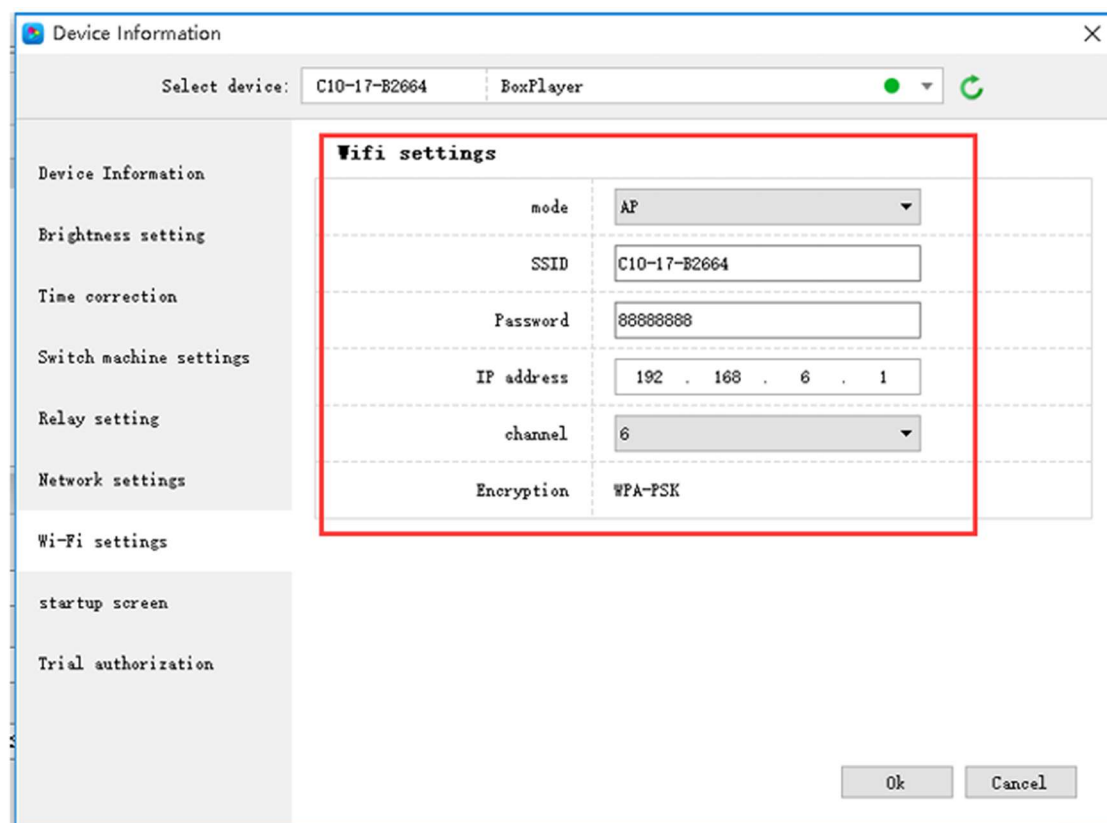 Device Information
Select device: C10-17-B2664 BoxPlayer
Device Information
Brightness setting
Time correction
Switch machine settings
Relay setting
Network settings
Wi-Fi settings
startup screen
Trial authorization
Wifi settings
mode AP
SSID C10-17-B2664
Password 88888888
IP address 192 . 168 . 6 . 1
channel 6
Encryption WPA-PSK
Ok Cancel